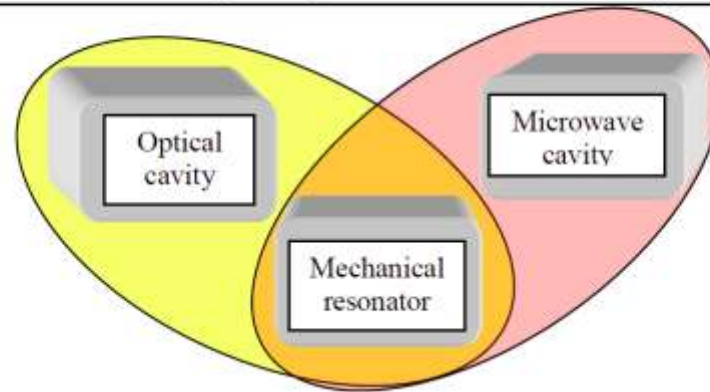 Optical
cavity
Microwave
cavity
Mechanical
resonator